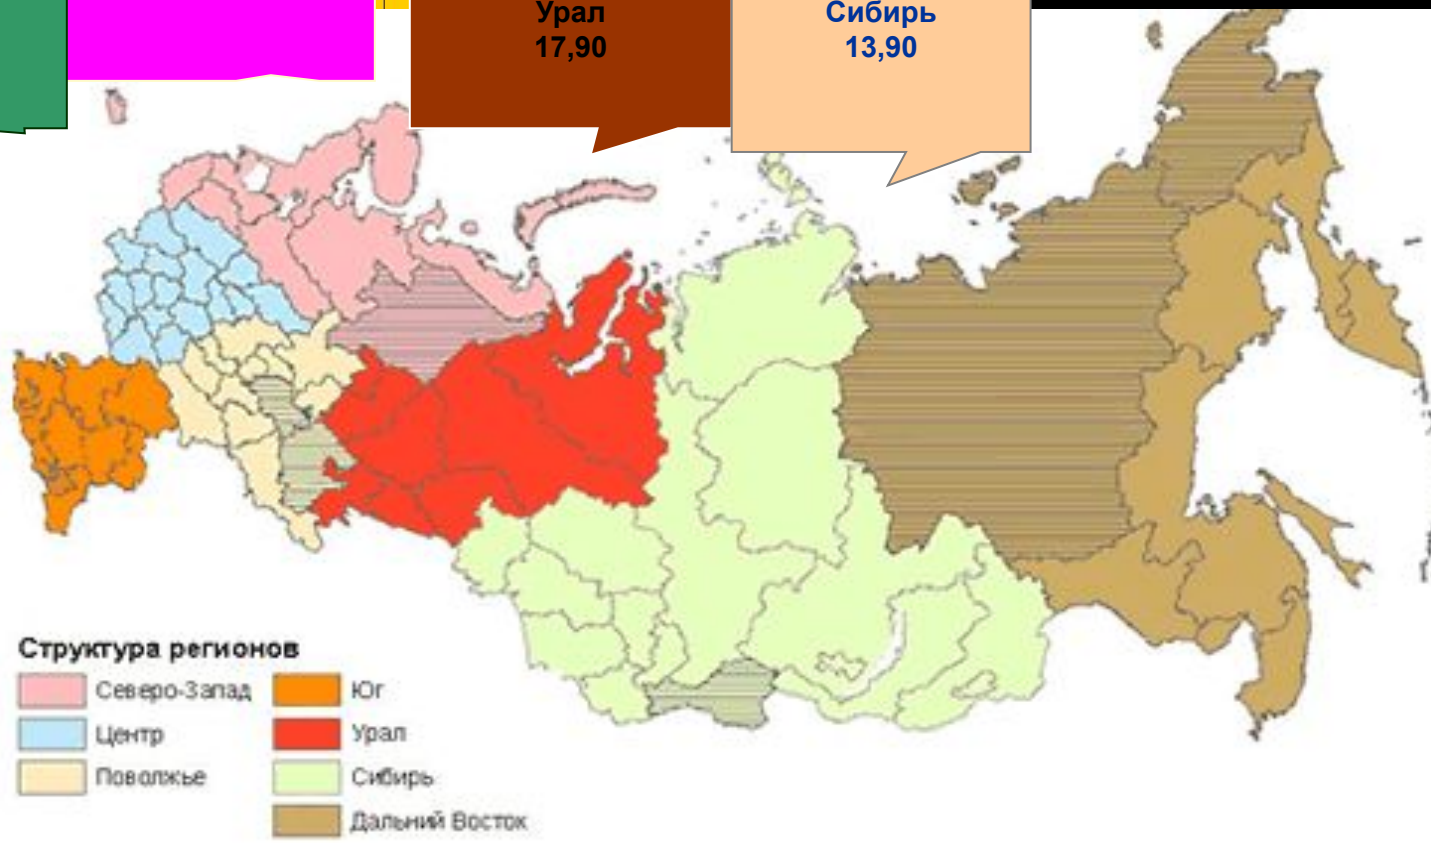 Урал
17,90
Сибирь
13,90
Структура регионов
Северо-Запад
Юг
Центр
Урал
Поволжье
Сибирь
Дальний Восток